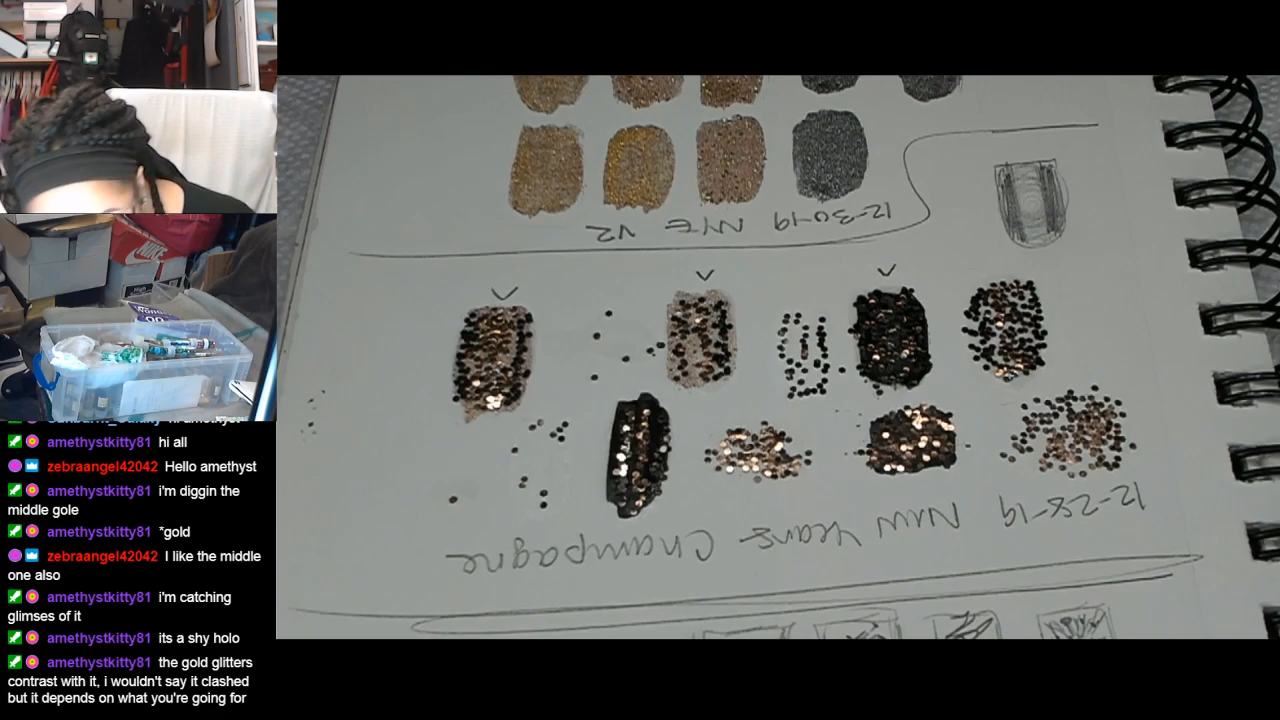 NIKE
amethystkitty81 hi all
zebraangel42042 Hello amethyst
amethystkitty81 i'm diggin the
middle gole
amethystkitty81 *gold
zebraangel42042 I like the middle
one also
amethystkitty81 i'm catching
glimses of it
amethystkitty81 its a shy holo
amethystkitty81 the gold glitters
contrast with it, i wouldn't say it clashed
but it depends on what you're going for
12-30-19 NYE V2
12-28-19 New Years Champagne